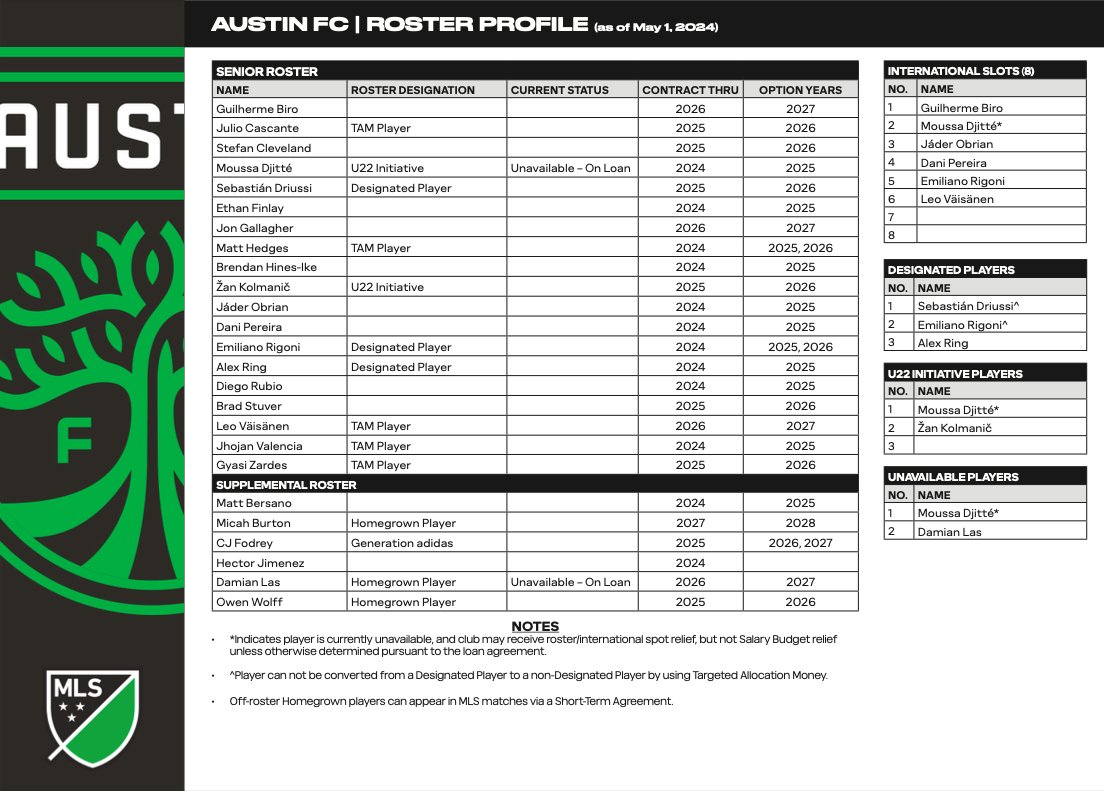 AUSTIN FC | ROSTER PROFILE (as of May 1, 2024)
AUST
F
MLS
SENIOR ROSTER
NAME ROSTER DESIGNATION CURRENT STATUS CONTRACT THRU OPTION YEARS
Guilherme Biro 2026 2027
Julio Cascante TAM Player 2025 2026
Stefan Cleveland 2025 2026
Moussa Djitté U22 Initiative Unavailable – On Loan 2024 2025
Sebastián Driussi Designated Player 2025 2026
Ethan Finlay 2024 2025
Jon Gallagher 2026 2027
Matt Hedges TAM Player 2024 2025, 2026
Brendan Hines-Ike 2024 2025
Žan Kolmanič U22 Initiative 2025 2026
Jáder Obrian 2024 2025
Dani Pereira 2024 2025
Emiliano Rigoni Designated Player 2024 2025, 2026
Alex Ring Designated Player 2024 2025
Diego Rubio 2024 2025
Brad Stuver 2025 2026
Leo Väisänen TAM Player 2026 2027
Jhojan Valencia TAM Player 2024 2025
Gyasi Zardes TAM Player 2025 2026
SUPPLEMENTAL ROSTER
Matt Bersano 2024 2025
Micah Burton Homegrown Player 2027 2028
CJ Fodrey Generation adidas 2025 2026, 2027
Hector Jimenez 2024
Damian Las Homegrown Player Unavailable – On Loan 2026 2027
Owen Wolff Homegrown Player 2025 2026
NOTES
• *Indicates player is currently unavailable, and club may receive roster/international spot relief, but not Salary Budget relief
unless otherwise determined pursuant to the loan agreement.
• ^Player can not be converted from a Designated Player to a non-Designated Player by using Targeted Allocation Money.
• Off-roster Homegrown players can appear in MLS matches via a Short-Term Agreement.
INTERNATIONAL SLOTS (8)
NO. NAME
1 Guilherme Biro
2 Moussa Djitté*
3 Jáder Obrian
4 Dani Pereira
5 Emiliano Rigoni
6 Leo Väisänen
7
8
DESIGNATED PLAYERS
NO. NAME
1 Sebastián Driussi^
2 Emiliano Rigoni^
3 Alex Ring
U22 INITIATIVE PLAYERS
NO. NAME
1 Moussa Djitté*
2 Žan Kolmanič
3
UNAVAILABLE PLAYERS
NO. NAME
1 Moussa Djitté*
2 Damian Las